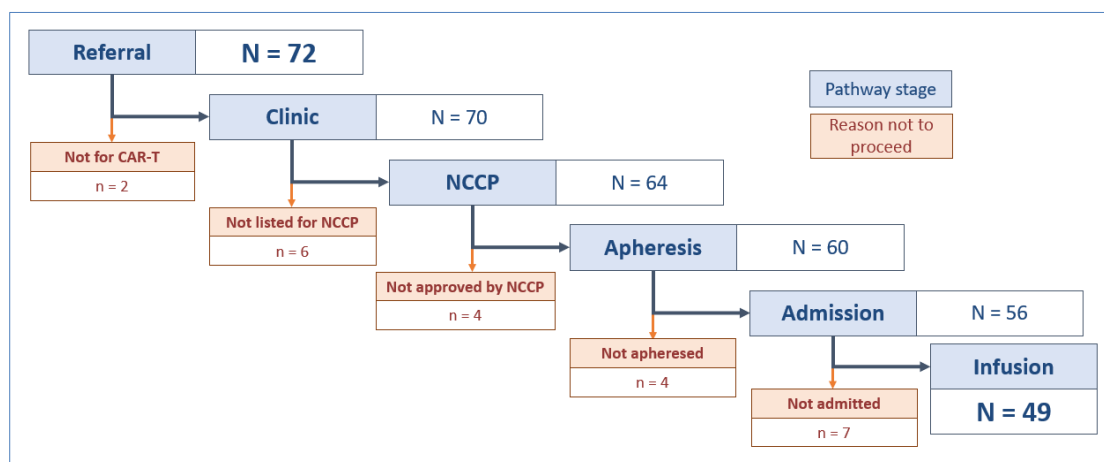 Referral
N = 72
Pathway stage
Reason not to
proceed
Clinic
N = 70
Not for CAR-T
n = 2
NCCP
N = 64
Not listed for NCCP
n = 6
Apheresis
N = 60
Not approved by NCCP
n = 4
Admission
N = 56
Not apheresed
n = 4
Infusion
N = 49
Not admitted
n = 7